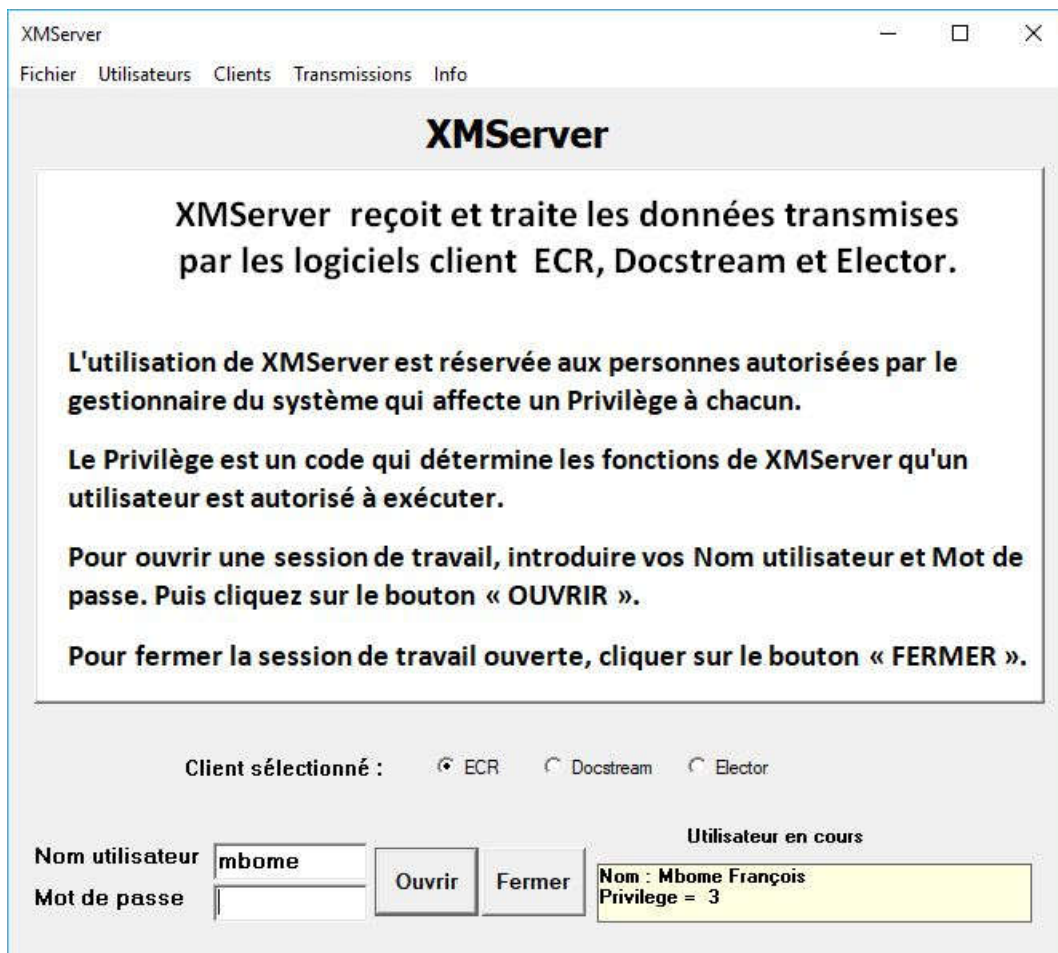 XMServer
Fichier Utilisateurs Clients Transmissions Info
XMServer
XMServer reçoit et traite les données transmises
par les logiciels client ECR, Docstream et Elector.
L'utilisation de XMServer est réservée aux personnes autorisées par le
gestionnaire du système qui affecte un Privilège à chacun.
Le Privilège est un code qui détermine les fonctions de XMServer qu'un
utilisateur est autorisé à exécuter.
Pour ouvrir une session de travail, introduire vos Nom utilisateur et Mot de
passe. Puis cliquez sur le bouton « OUVRIR ».
Pour fermer la session de travail ouverte, cliquer sur le bouton « FERMER ».
Client sélectionné : ECR Docstream Elector
Utilisateur en cours
Nom utilisateur mbome
Mot de passe
Ouvrir Fermer
Nom : Mbome François
Privilege = 3